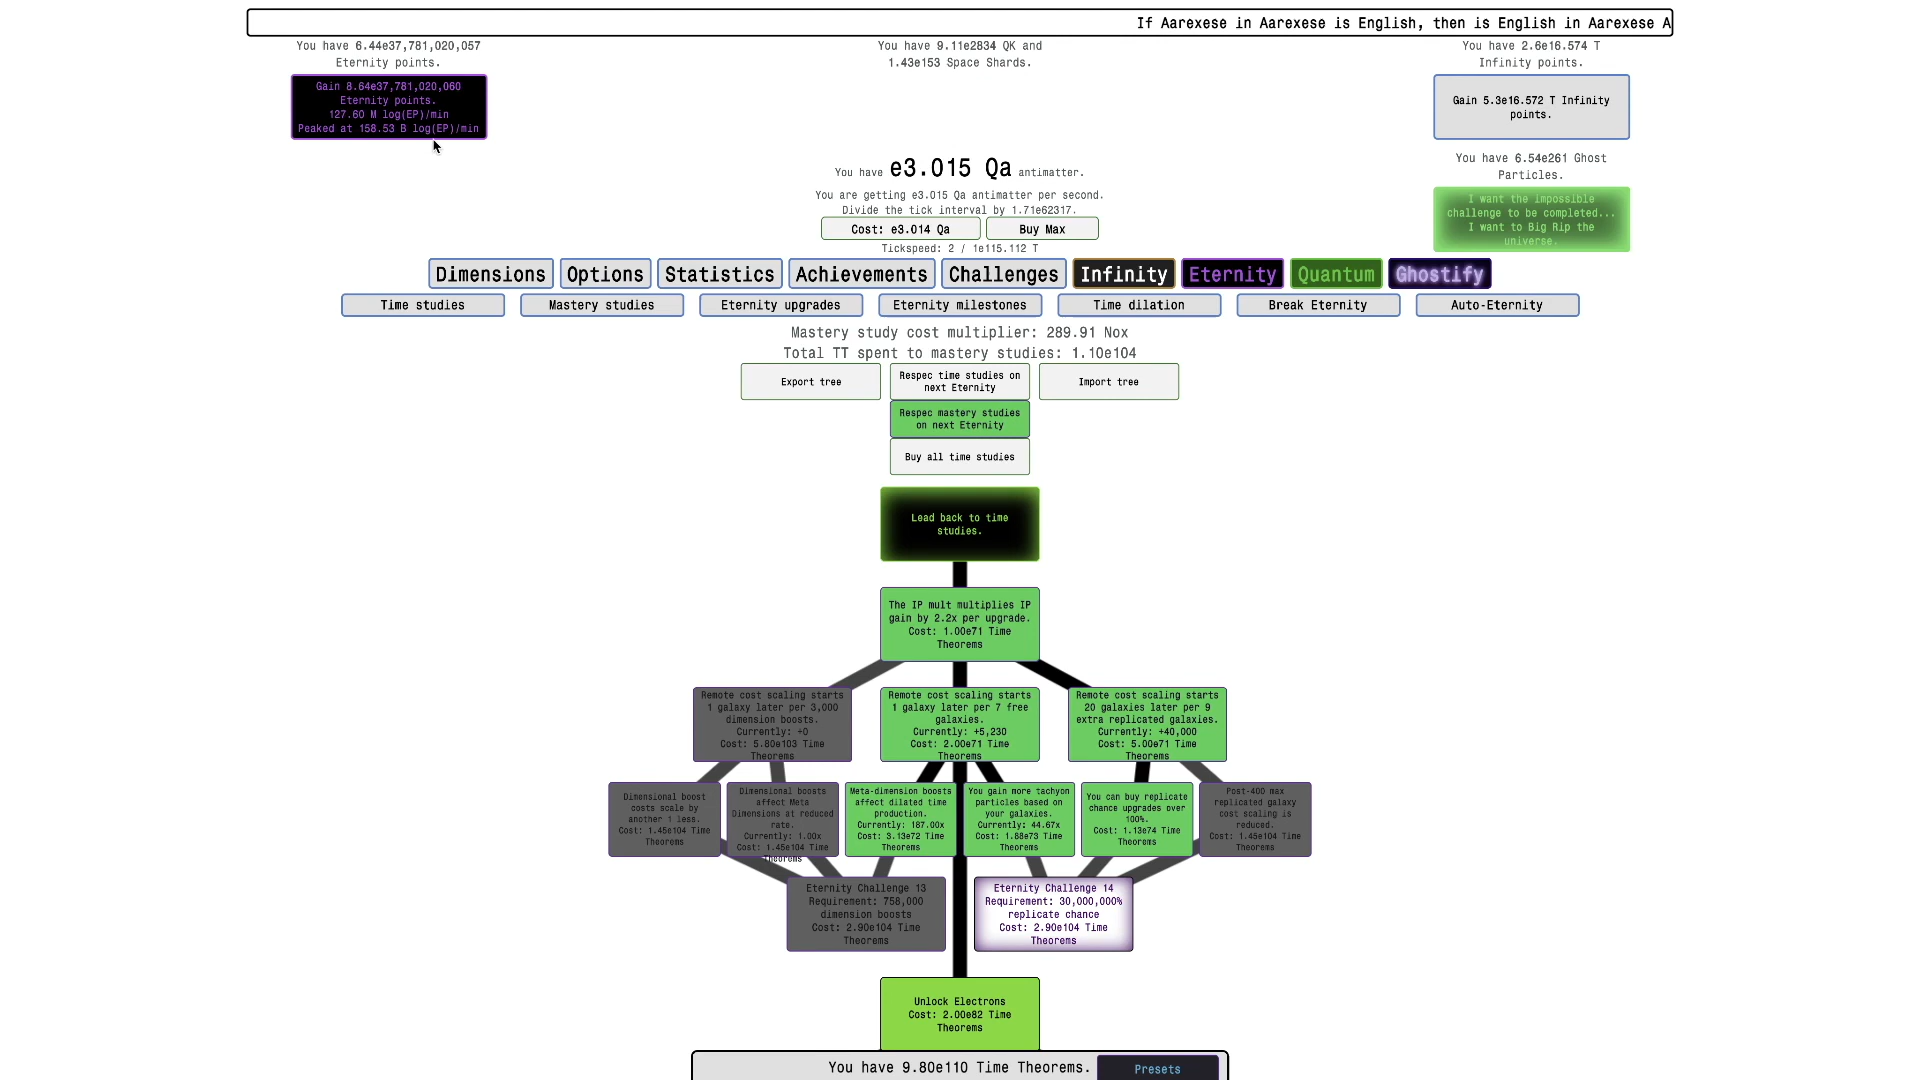 If Aarexese in Aarexese is English, then is English in Aarexese A
You have 6.44e37,781,020,057
Eternity points.
Gain 8.64e37,781,020,060
Eternity points.
127.60 M log(EP)/min
Peaked at 158.53 B log(EP)/min
You have 9.11e2834 QK and
1.43e153 Space Shards.
You have 2.6e16.574 T
Infinity points.
Gain 5.3e16.572 T Infinity
points.
You have 6.54e261 Ghost
Particles.
I want the impossible
challenge to be completed...
I want to Big Rip the
universe.
You have e3.015 Qa antimatter.
You are getting e3.015 Qa antimatter per second.
Divide the tick interval by 1.71e62317.
Cost: e3.014 Qa
Buy Max
Tickspeed: 2 / 1e115.112 T
Dimensions
Options
Statistics
Achievements
Challenges
Infinity
Eternity
Quantum
Ghostify
Time studies
Mastery studies
Eternity upgrades
Eternity milestones
Time dilation
Break Eternity
Auto-Eternity
Mastery study cost multiplier: 289.91 Nox
Total TT spent to mastery studies: 1.10e104
Export tree
Respec time studies on
next Eternity
Import tree
Respec mastery studies
on next Eternity
Buy all time studies
Lead back to time
studies.
The IP mult multiplies IP
gain by 2.2x per upgrade.
Cost: 1.00e71 Time
Theorems
Remote cost scaling starts
1 galaxy later per 3,000
dimension boosts.
Currently: +0
Cost: 5.80e103 Time
Theorems
Remote cost scaling starts
1 galaxy later per 7 free
galaxies.
Currently: +5,230
Cost: 2.00e71 Time
Theorems
Remote cost scaling starts
20 galaxies later per 9
extra replicated galaxies.
Currently: +40,000
Cost: 5.00e71 Time
Theorems
Dimensional boost
costs scale by
another 1 less.
Cost: 1.45e104 Time
Theorems
Dimensional boosts
affect Meta
Dimensions at reduced
rate.
Currently: 1.00x
Cost: 1.45e104 Time
Theorems
Meta-dimension boosts
affect dilated time
production.
Currently: 187.00x
Cost: 3.13e72 Time
Theorems
You gain more tachyon
particles based on
your galaxies.
Currently: 44.67x
Cost: 1.88e73 Time
Theorems
You can buy replicate
chance upgrades over
100%.
Cost: 1.13e74 Time
Theorems
Post-400 max
replicated galaxy
cost scaling is
reduced.
Cost: 1.45e104 Time
Theorems
Eternity Challenge 13
Requirement: 758,000
dimension boosts
Cost: 2.90e104 Time
Theorems
Eternity Challenge 14
Requirement: 30,000,000%
replicate chance
Cost: 2.90e104 Time
Theorems
Unlock Electrons
Cost: 2.00e82 Time
Theorems
You have 9.80e110 Time Theorems.
Presets